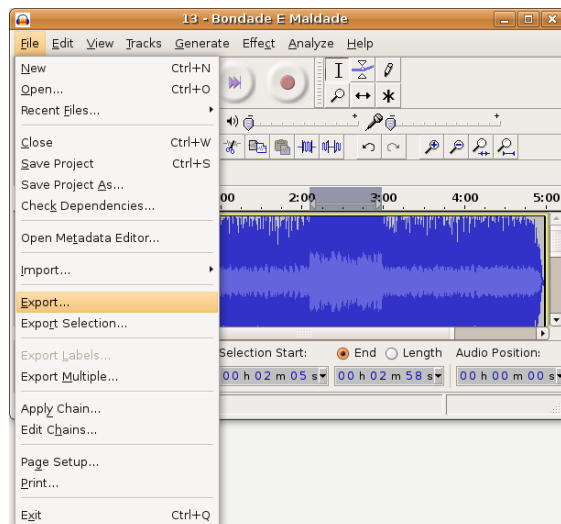 13 - Bondade E Maldade
File Edit View Tracks Generate Effect Analyze Help
New Ctrl+N
Open... Ctrl+O
Recent Files...
Close Ctrl+W
Save Project Ctrl+S
Save Project As...
Check Dependencies...
Open Metadata Editor...
Import...
Export...
Export Selection...
Export Labels...
Export Multiple...
Apply Chain...
Edit Chains...
Page Setup...
Print...
Exit Ctrl+Q
00 2:00 3:00 4:00 5:00
Selection Start: End Length Audio Position:
00 h 02 m 05 s 00 h 02 m 58 s 00 h 00 m 00 s